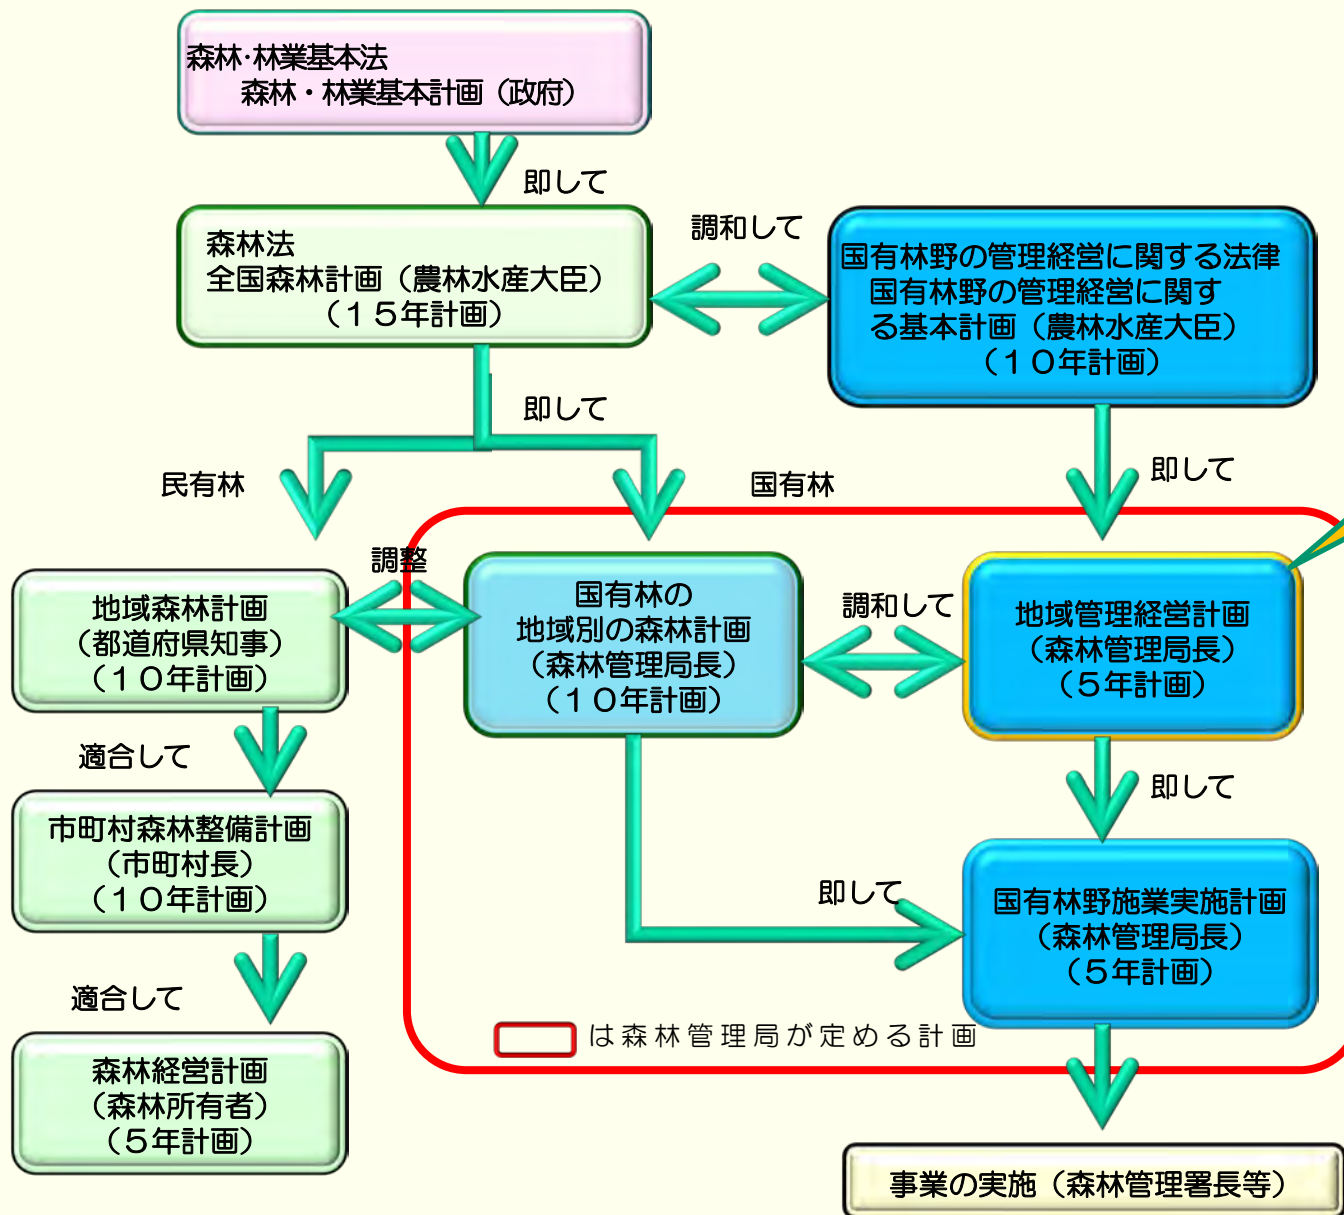 森林・林業基本法
森林・林業基本計画（政府）
即して
森林法
全国森林計画（農林水産大臣）
（１５年計画）
調和して
国有林野の管理経営に関する法律
国有林野の管理経営に関す
る基本計画（農林水産大臣）
（１０年計画）
即して
即して
民有林
国有林
調整
地域森林計画
（都道府県知事）
（１０年計画）
国有林の
地域別の森林計画
（森林管理局長）
（１０年計画）
調和して
地域管理経営計画
（森林管理局長）
（５年計画）
適合して
即して
市町村森林整備計画
（市町村長）
（１０年計画）
即して
国有林野施業実施計画
（森林管理局長）
（５年計画）
適合して
は森林管理局が定める計画
森林経営計画
（森林所有者）
（５年計画）
事業の実施（森林管理署長等）